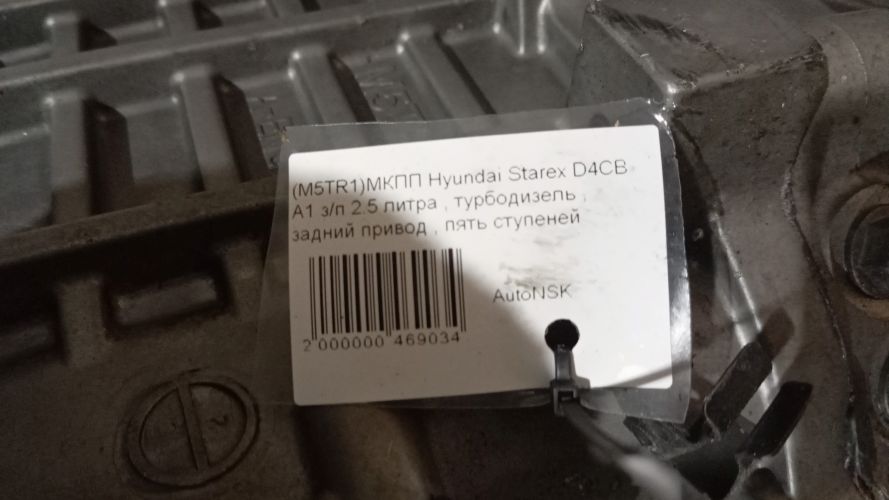 (M5TR1)МКПП Hyundai Starex D4CB
A1 з/п 2.5 литра , турбодизель ,
задний привод , пять ступеней
AutoNSK
2 000000 469034